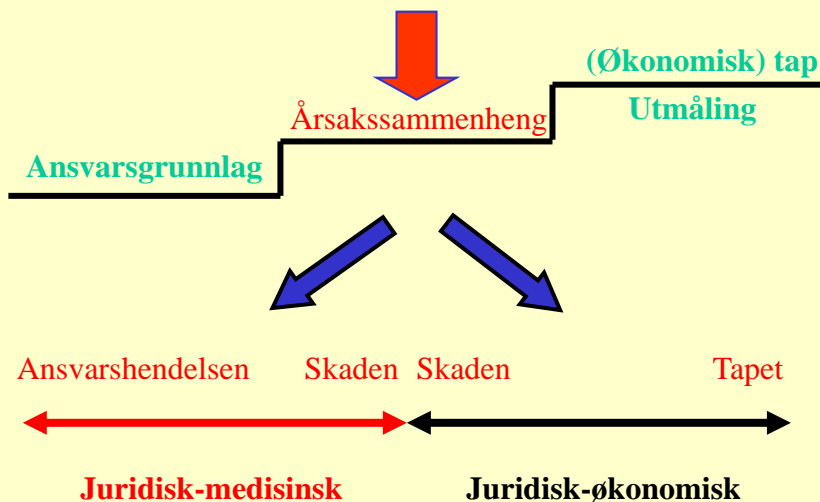 (Økonomisk) tap
Årsakssammenheng
Utmåling
Ansvarsgrunnlag
Ansvarshendelsen Skaden Skaden Tapet
Juridisk-medisinsk Juridisk-økonomisk